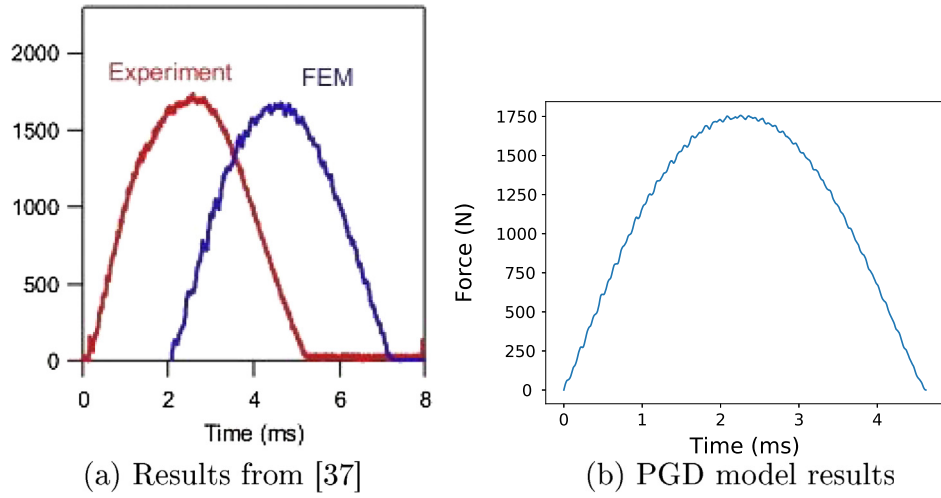 2000
1500
1000
500
0
Experiment
FEM
0 2 4 6 8
Time (ms)
(a) Results from [37]
1750
1500
1250
1000
750
500
250
0
Force (N)
0 1 2 3 4
Time (ms)
(b) PGD model results